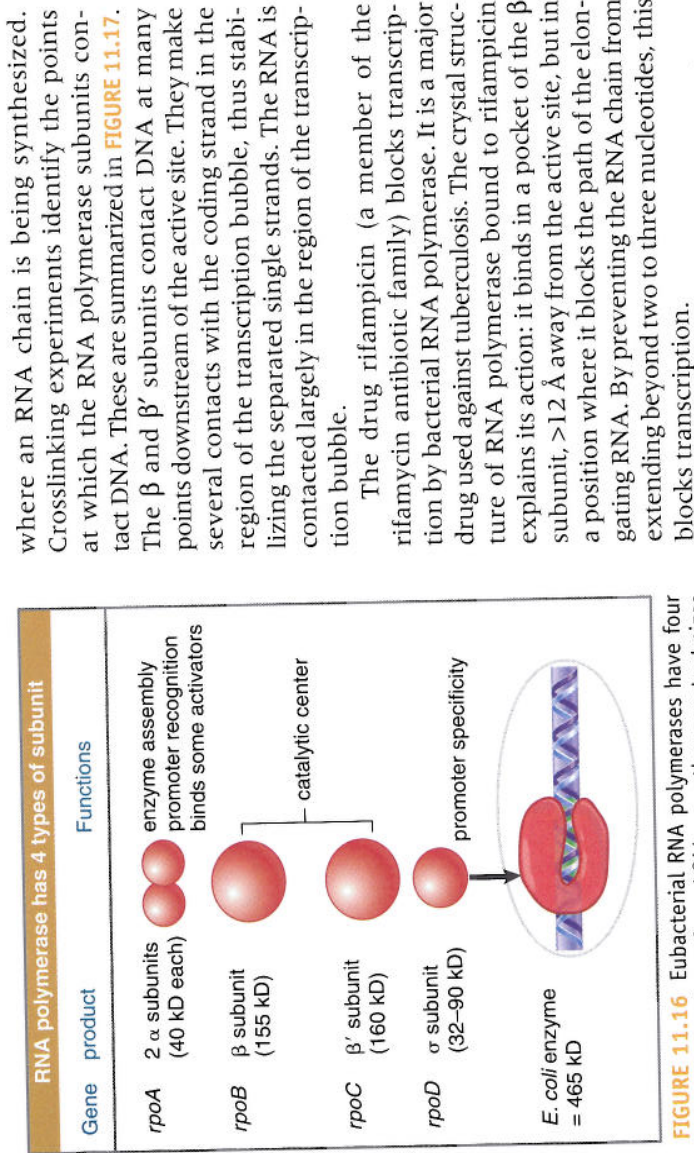 RNA polymerase has 4 types of subunit
Gene product Functions
rpoA 2 α subunits (40 kD each) enzyme assembly
promoter recognition
binds some activators
rpoB β subunit
(155 kD)
catalytic center
rpoC β′ subunit
(160 kD)
rpoD σ subunit
(32–90 kD)
promoter specificity
E. coli enzyme
= 465 kD
FIGURE 11.16 Eubacterial RNA polymerases have four
where an RNA chain is being synthesized.
Crosslinking experiments identify the points
at which the RNA polymerase subunits con-
tact DNA. These are summarized in FIGURE 11.17.
The β and β′ subunits contact DNA at many
points downstream of the active site. They make
several contacts with the coding strand in the
region of the transcription bubble, thus stabi-
lizing the separated single strands. The RNA is
contacted largely in the region of the transcrip-
tion bubble.
The drug rifampicin (a member of the
rifamycin antibiotic family) blocks transcrip-
tion by bacterial RNA polymerase. It is a major
drug used against tuberculosis. The crystal struc-
ture of RNA polymerase bound to rifampicin
explains its action: it binds in a pocket of the β
subunit, >12 Å away from the active site, but in
a position where it blocks the path of the elon-
gating RNA. By preventing the RNA chain from
extending beyond two to three nucleotides, this
blocks transcription.